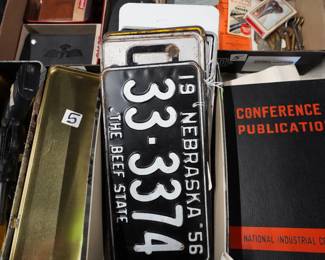 19 NEBRASKA '56
33-3374
THE BEEF STATE
5
CONFERENCE
PUBLICATION
NATIONAL INDUSTRIAL